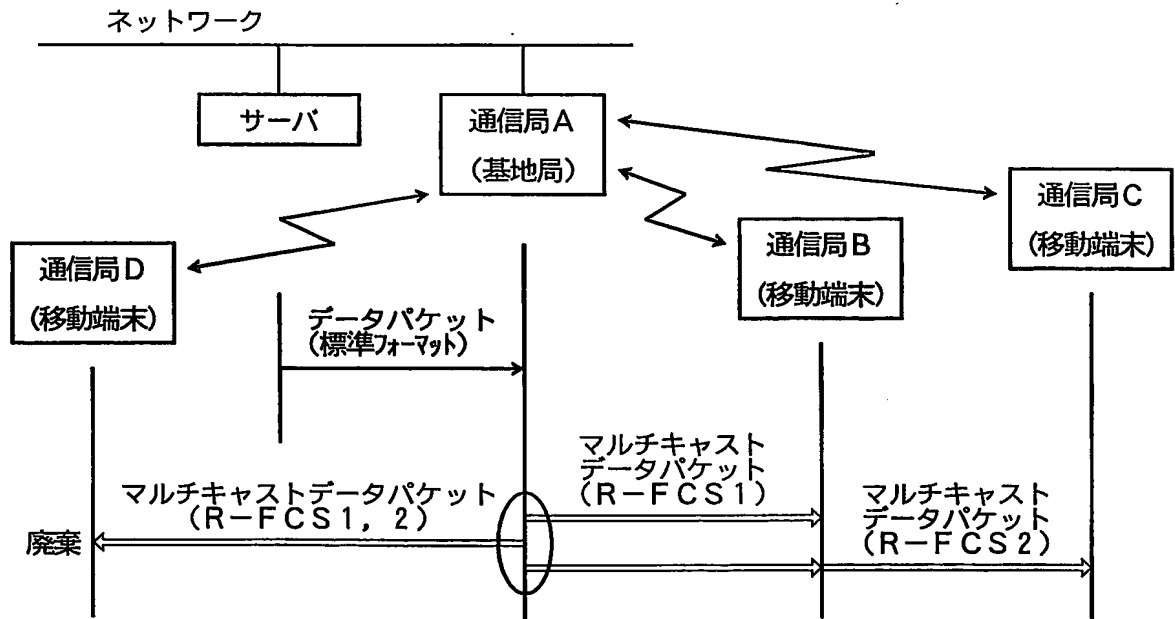 ネットワーク
サーバ
通信局A
(基地局)
通信局C
(移動端末)
通信局B
(移動端末)
通信局D
(移動端末)
データパケット
(標準フォーマット)
マルチキャスト
データパケット
(R−FCS1)
マルチキャストデータパケット
(R−FCS1，2)
マルチキャスト
データパケット
(R−FCS2)
廃棄